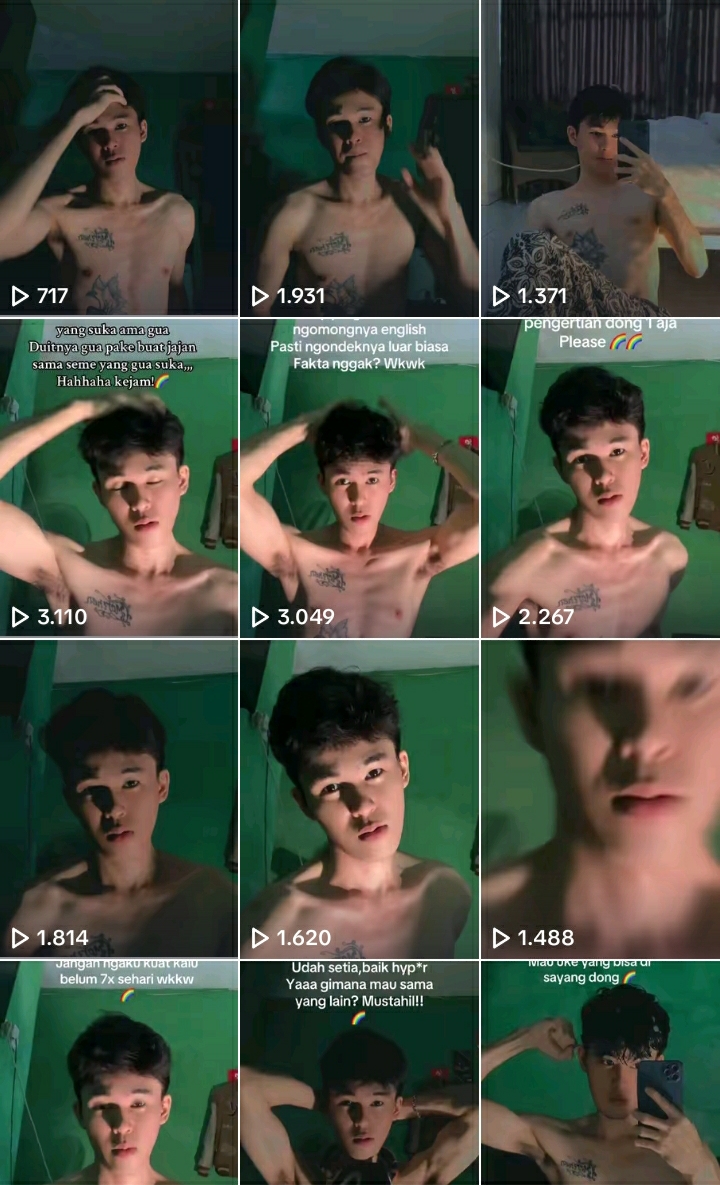 717
1.931
1.371
yang suka ama gua
Duitnya gua pake buat jajan
sama seme yang gua suka,,,
Hahhaha kejam!🌈
3.110
ngomongnya english
Pasti ngondeknya luar biasa
Fakta nggak? Wkwk
3.049
pengertian dong 1 aja
Please 🌈🌈
2.267
1.814
1.620
1.488
Jangan ngaku kuat kalu
belum 7x sehari wkkw
🌈
Udah setia,baik hyp*r
Yaaa gimana mau sama
yang lain? Mustahil!!
🌈
Mau uke yang bisa di
sayang dong 🌈